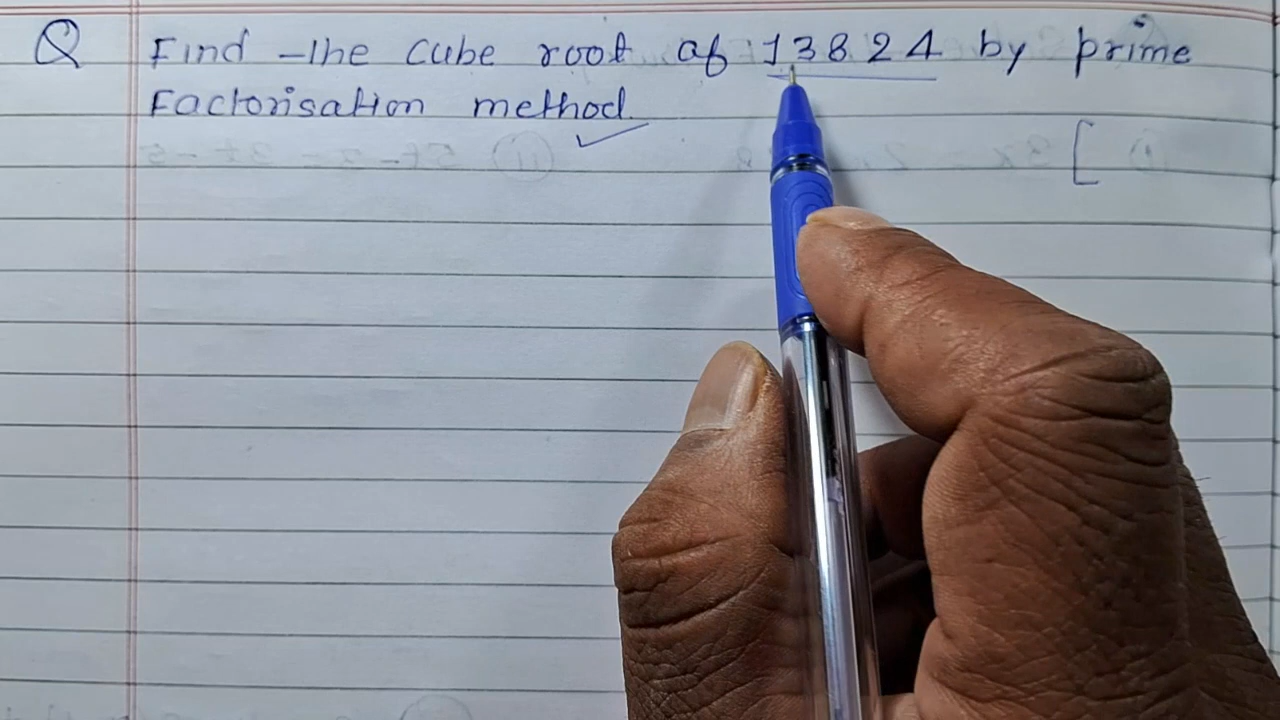 Q Find the cube root of 13824 by prime
Factorisation method.